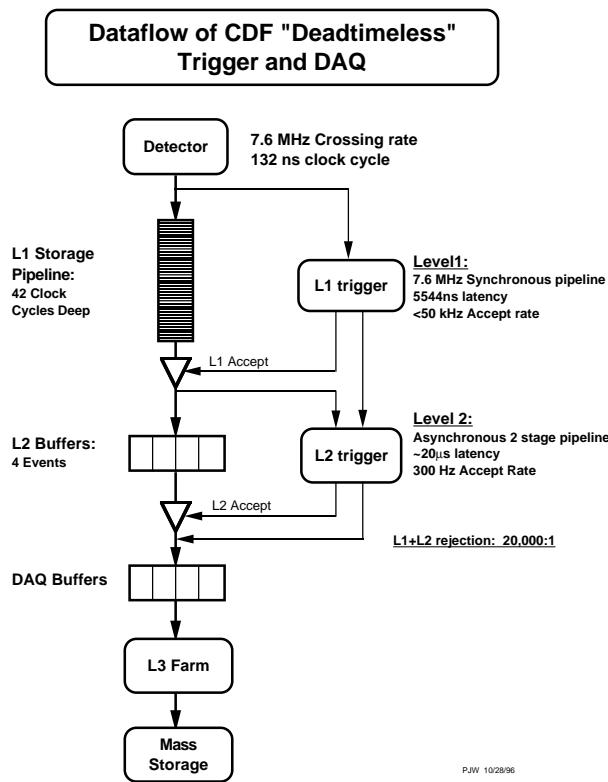 Dataflow of CDF "Deadtimeless"
Trigger and DAQ
Detector
7.6 MHz Crossing rate
132 ns clock cycle
L1 Storage
Pipeline:
42 Clock
Cycles Deep
L1 trigger
Level1:
7.6 MHz Synchronous pipeline
5544ns latency
<50 kHz Accept rate
L1 Accept
L2 Buffers:
4 Events
L2 trigger
Level 2:
Asynchronous 2 stage pipeline
~20μs latency
300 Hz Accept Rate
L2 Accept
L1+L2 rejection: 20,000:1
DAQ Buffers
L3 Farm
Mass
Storage
PJW 10/28/96